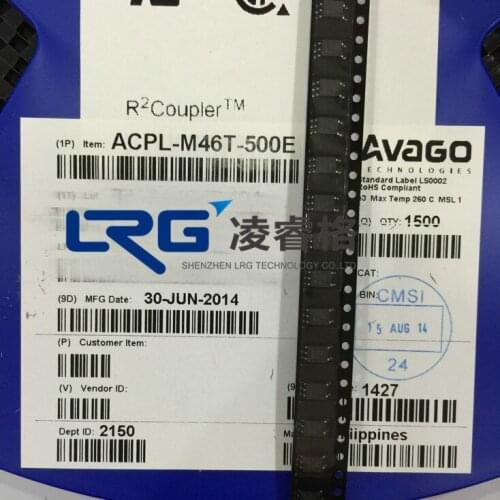 R²Coupler™
(1P) Item: ACPL-M46T-500E
AVAGO
TECHNOLOGIES
Standard Label LS0002
RoHS Compliant
Max Temp 260 C MSL 1
QTY: 1500
LRG 凌睿格
SHENZHEN LRG TECHNOLOGY CO.,LTD
(9D) MFG Date: 30-JUN-2014
CAT:
BIN:
CMSI
15 AUG 14
24
(P) Customer Item:
(V) Vendor ID:
1427
Dept ID: 2150